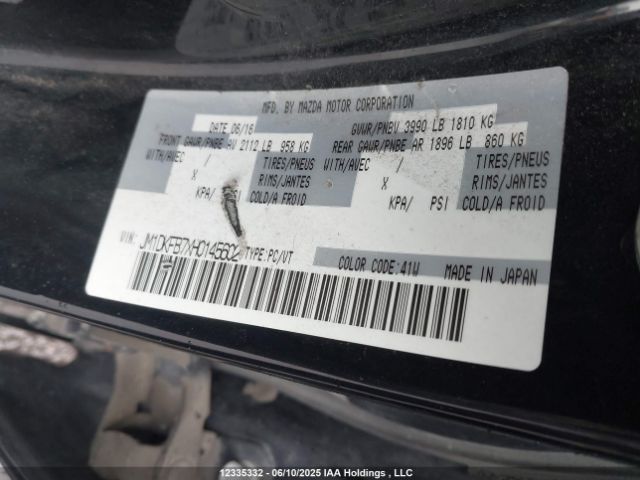 MFD. BY MAZDA MOTOR CORPORATION
DATE 06/16 GVWR/PNBV 3990 LB 1810 KG
FRONT GAWR/PNBE AV 2112 LB 958 KG REAR GAWR/PNBE AR 1896 LB 860 KG
WITH/AVEC / TIRES/PNEUS WITH/AVEC / TIRES/PNEUS
X RIMS/JANTES X RIMS/JANTES
KPA/ PSI COLD/A FROID KPA/ PSI COLD/A FROID
VIN: JM1DKFB7XH0145602 TYPE:PC/VT
COLOR CODE:41W MADE IN JAPAN
12335332 - 06/10/2025 IAA Holdings , LLC